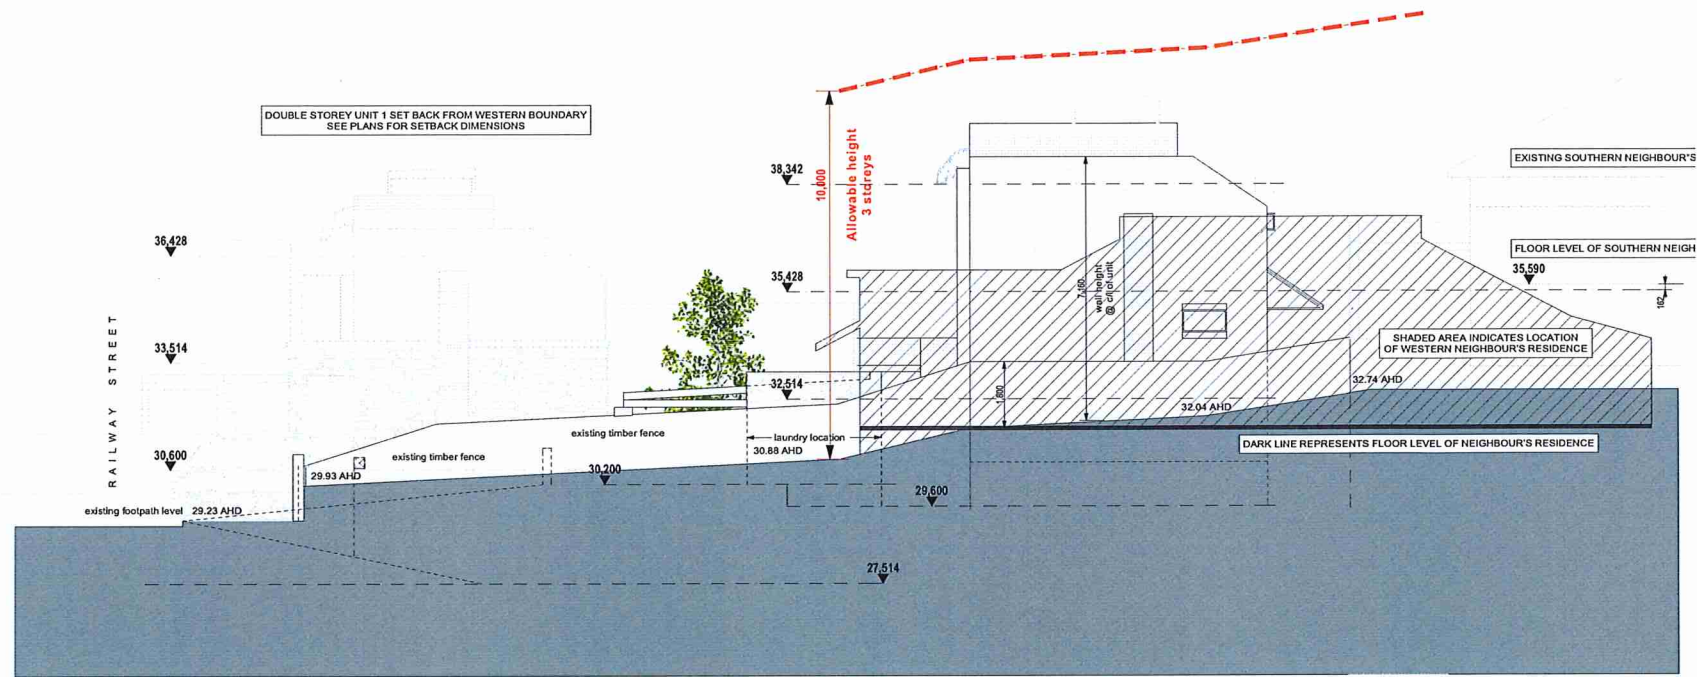 DOUBLE STOREY UNIT 1 SET BACK FROM WESTERN BOUNDARY
SEE PLANS FOR SETBACK DIMENSIONS
RAILWAY STREET
36,428
33,514
30,600
existing footpath level 29.23 AHD
29.93 AHD
existing timber fence
existing timber fence
30,200
laundry location
30.88 AHD
27,514
29,600
10,000
Allowable height
3 storeys
38,342
35,428
32,514
7,160
wall height
@ c/l of unit
1,800
EXISTING SOUTHERN NEIGHBOUR'S
FLOOR LEVEL OF SOUTHERN NEIGH
35,590
162
SHADED AREA INDICATES LOCATION
OF WESTERN NEIGHBOUR'S RESIDENCE
32.74 AHD
32.04 AHD
DARK LINE REPRESENTS FLOOR LEVEL OF NEIGHBOUR'S RESIDENCE